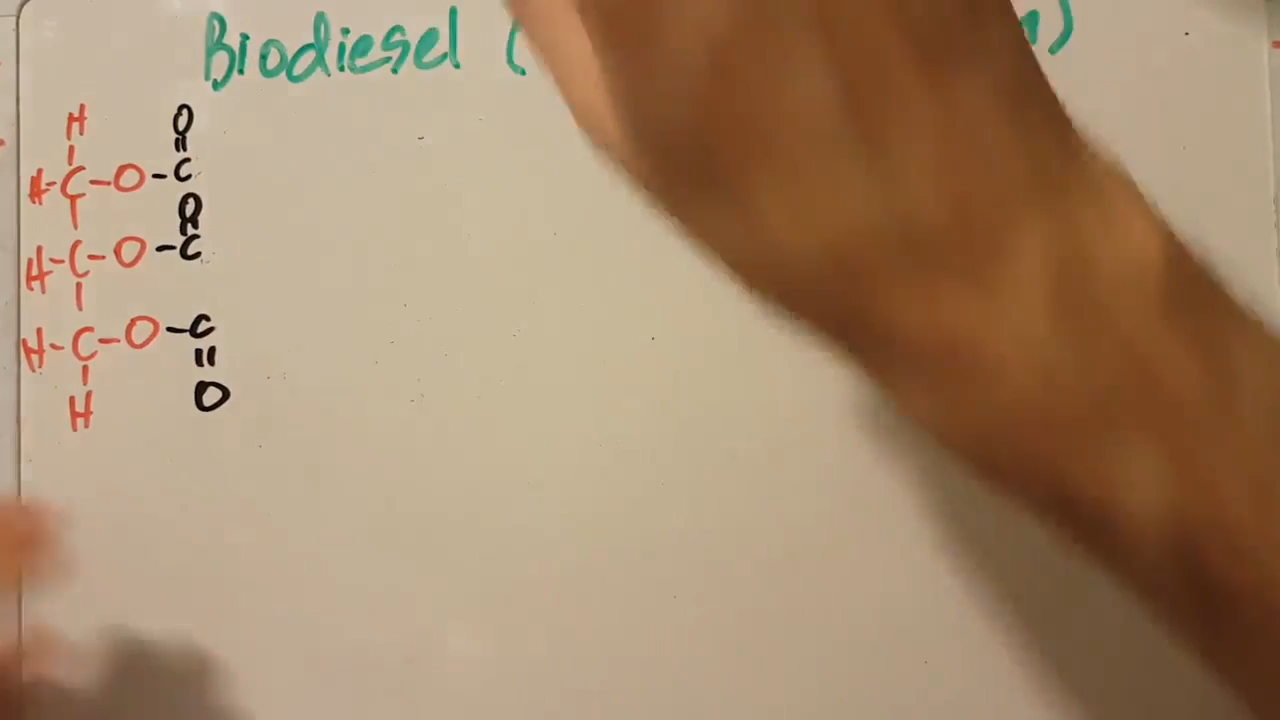 Biodiesel (
H O
||
H-C-O-C
O
||
H-C-O-C
H-C-O-C
||
H O